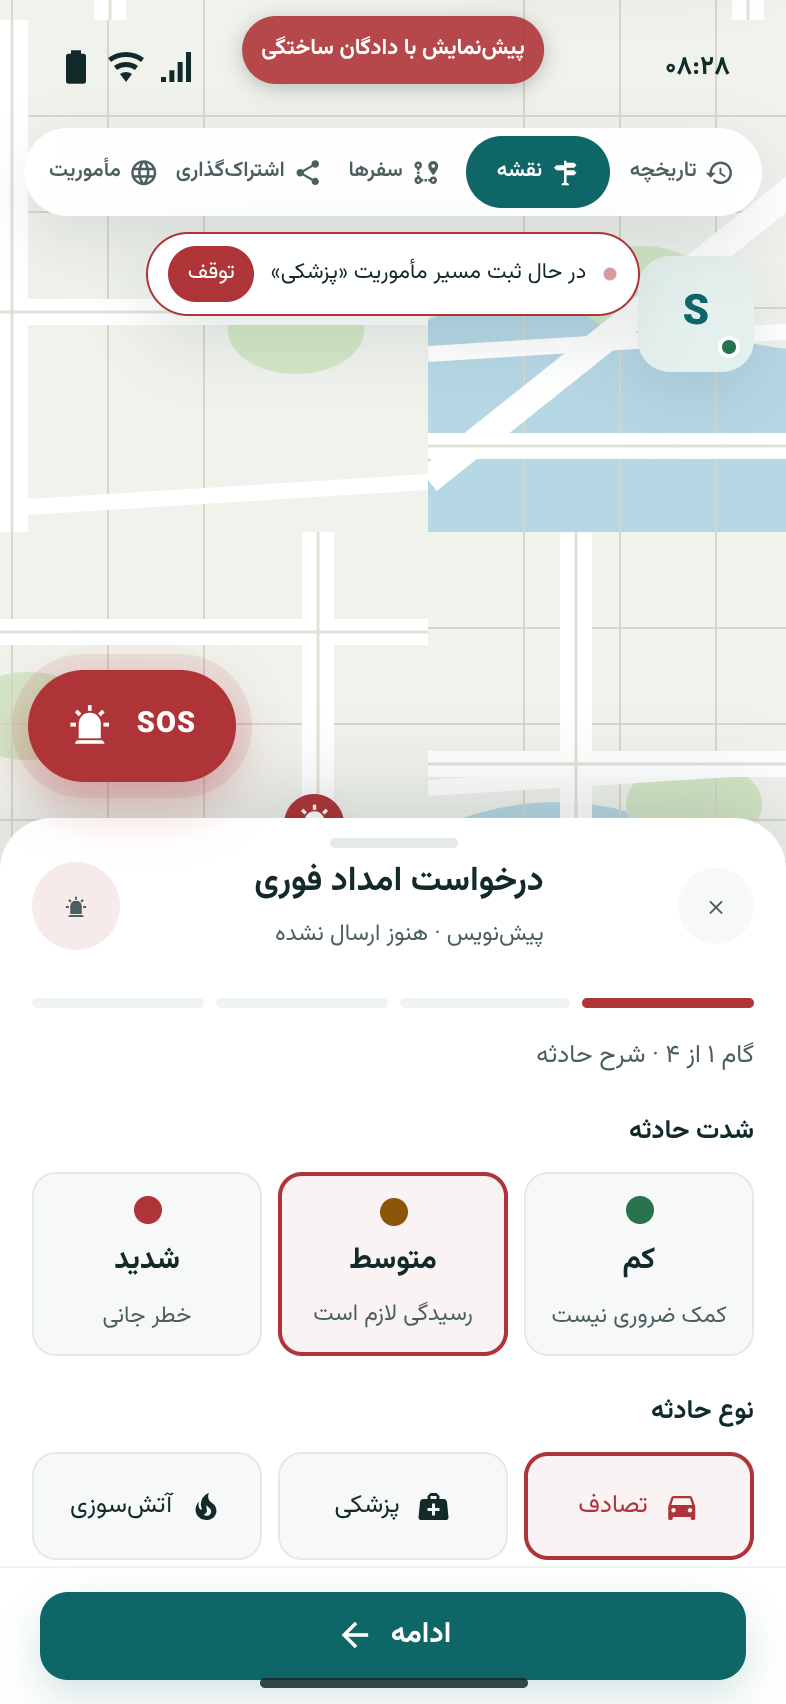 پیش‌نمایش با دادگان ساختگی
۰۸:۲۸
تاریخچه
نقشه
سفرها
اشتراک‌گذاری
مأموریت
در حال ثبت مسیر مأموریت «پزشکی»
توقف
S
SOS
درخواست امداد فوری
پیش‌نویس · هنوز ارسال نشده
گام ۱ از ۴ · شرح حادثه
شدت حادثه
کم
کمک ضروری نیست
متوسط
رسیدگی لازم است
شدید
خطر جانی
نوع حادثه
تصادف
پزشکی
آتش‌سوزی
ادامه